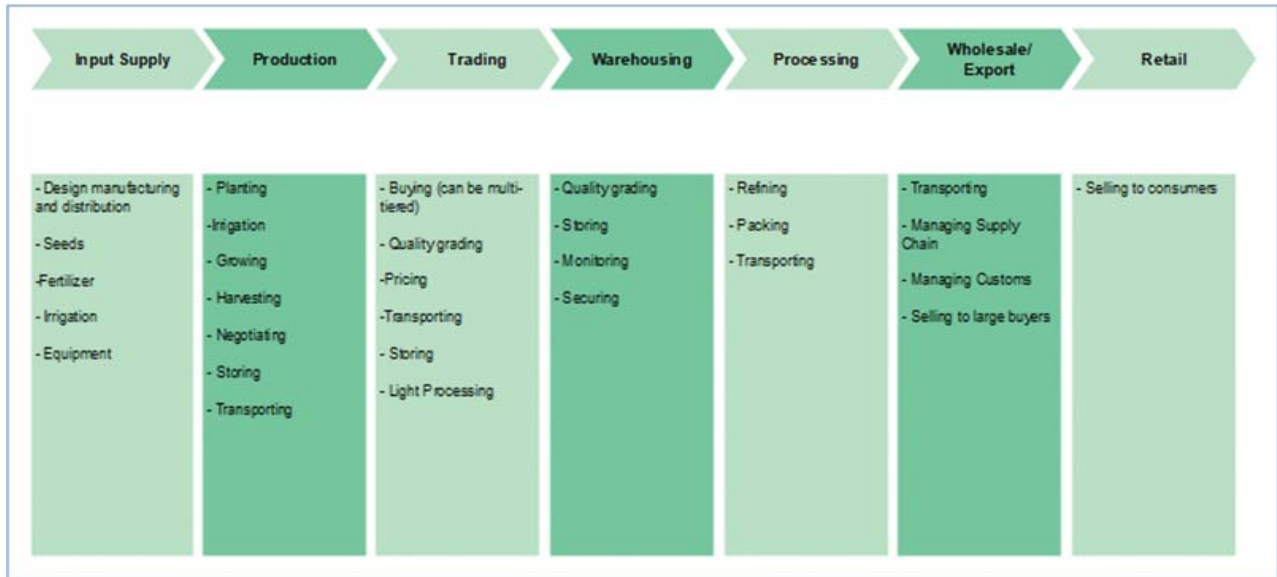 Input Supply
Production
Trading
Warehousing
Processing
Wholesale/
Export
Retail
- Design manufacturing
and distribution
- Seeds
-Fertilizer
- Irrigation
- Equipment
- Planting
-Irrigation
- Growing
- Harvesting
- Negotiating
- Storing
- Transporting
- Buying (can be multi-
tiered)
- Quality grading
-Pricing
-Transporting
- Storing
- Light Processing
- Quality grading
- Storing
- Monitoring
- Securing
- Refining
- Packing
- Transporting
- Transporting
- Managing Supply
Chain
- Managing Customs
- Selling to large buyers
- Selling to consumers